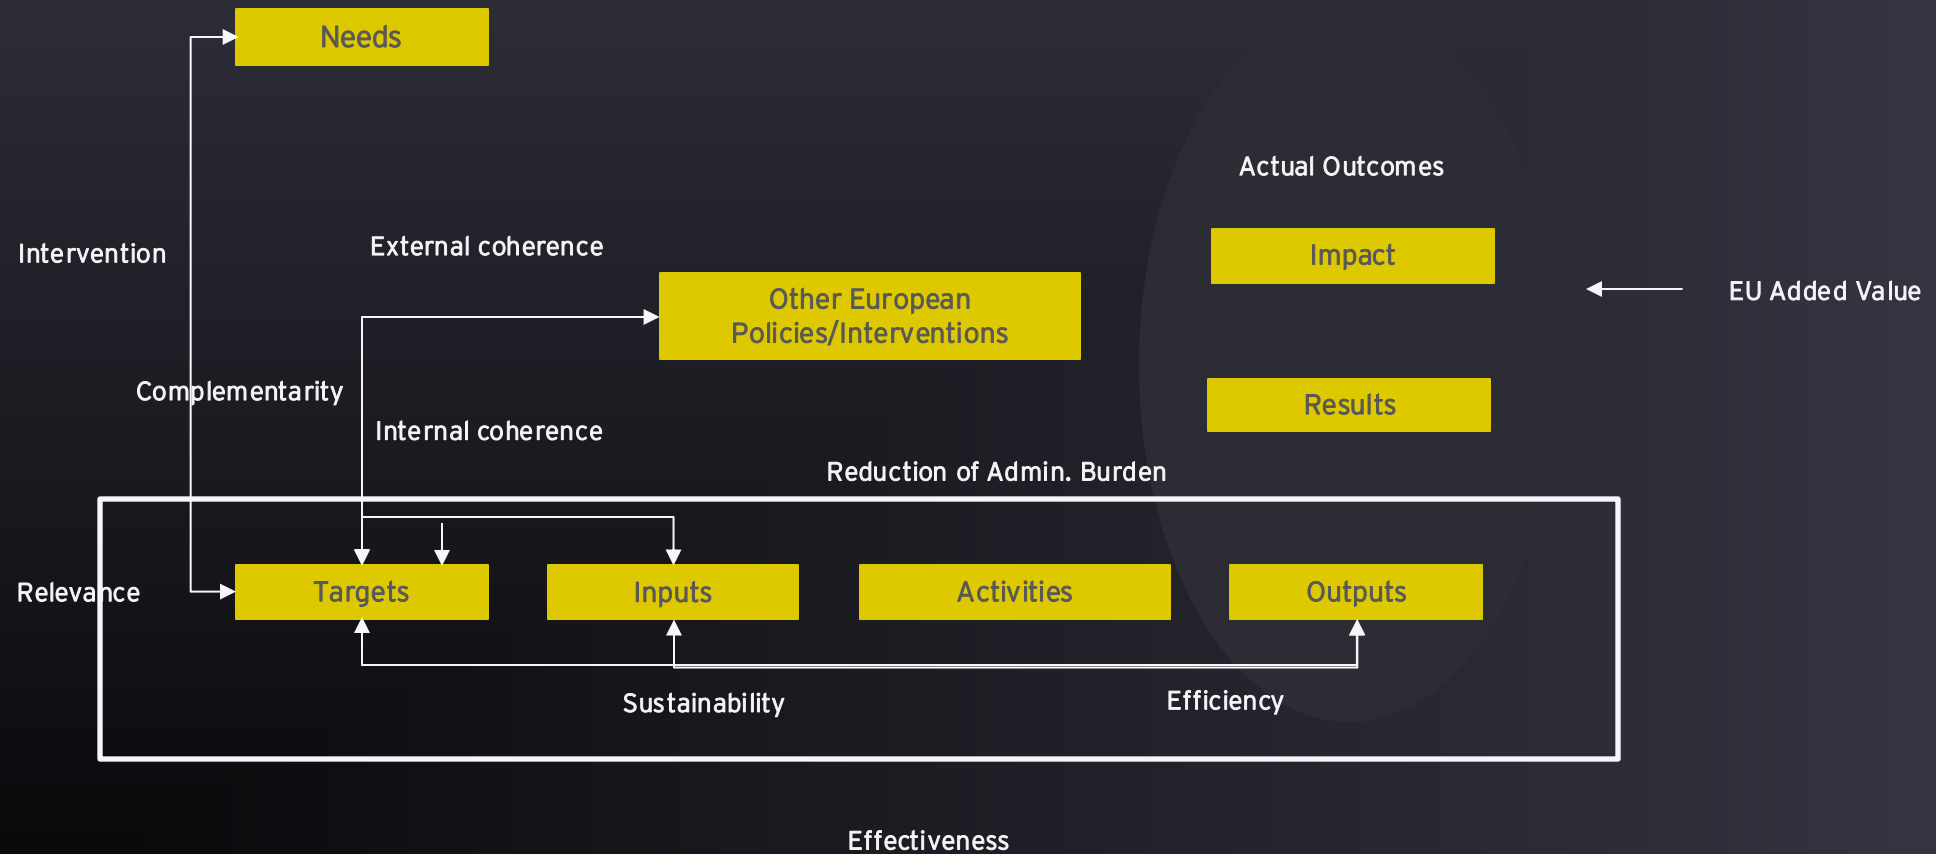 Needs
Actual Outcomes
External coherence
Intervention
Impact
Other European
Policies/Interventions
EU Added Value
Complementarity
Results
Internal coherence
Reduction of Admin. Burden
Relevance
Targets
Inputs
Activities
Outputs
Sustainability
Efficiency
Effectiveness